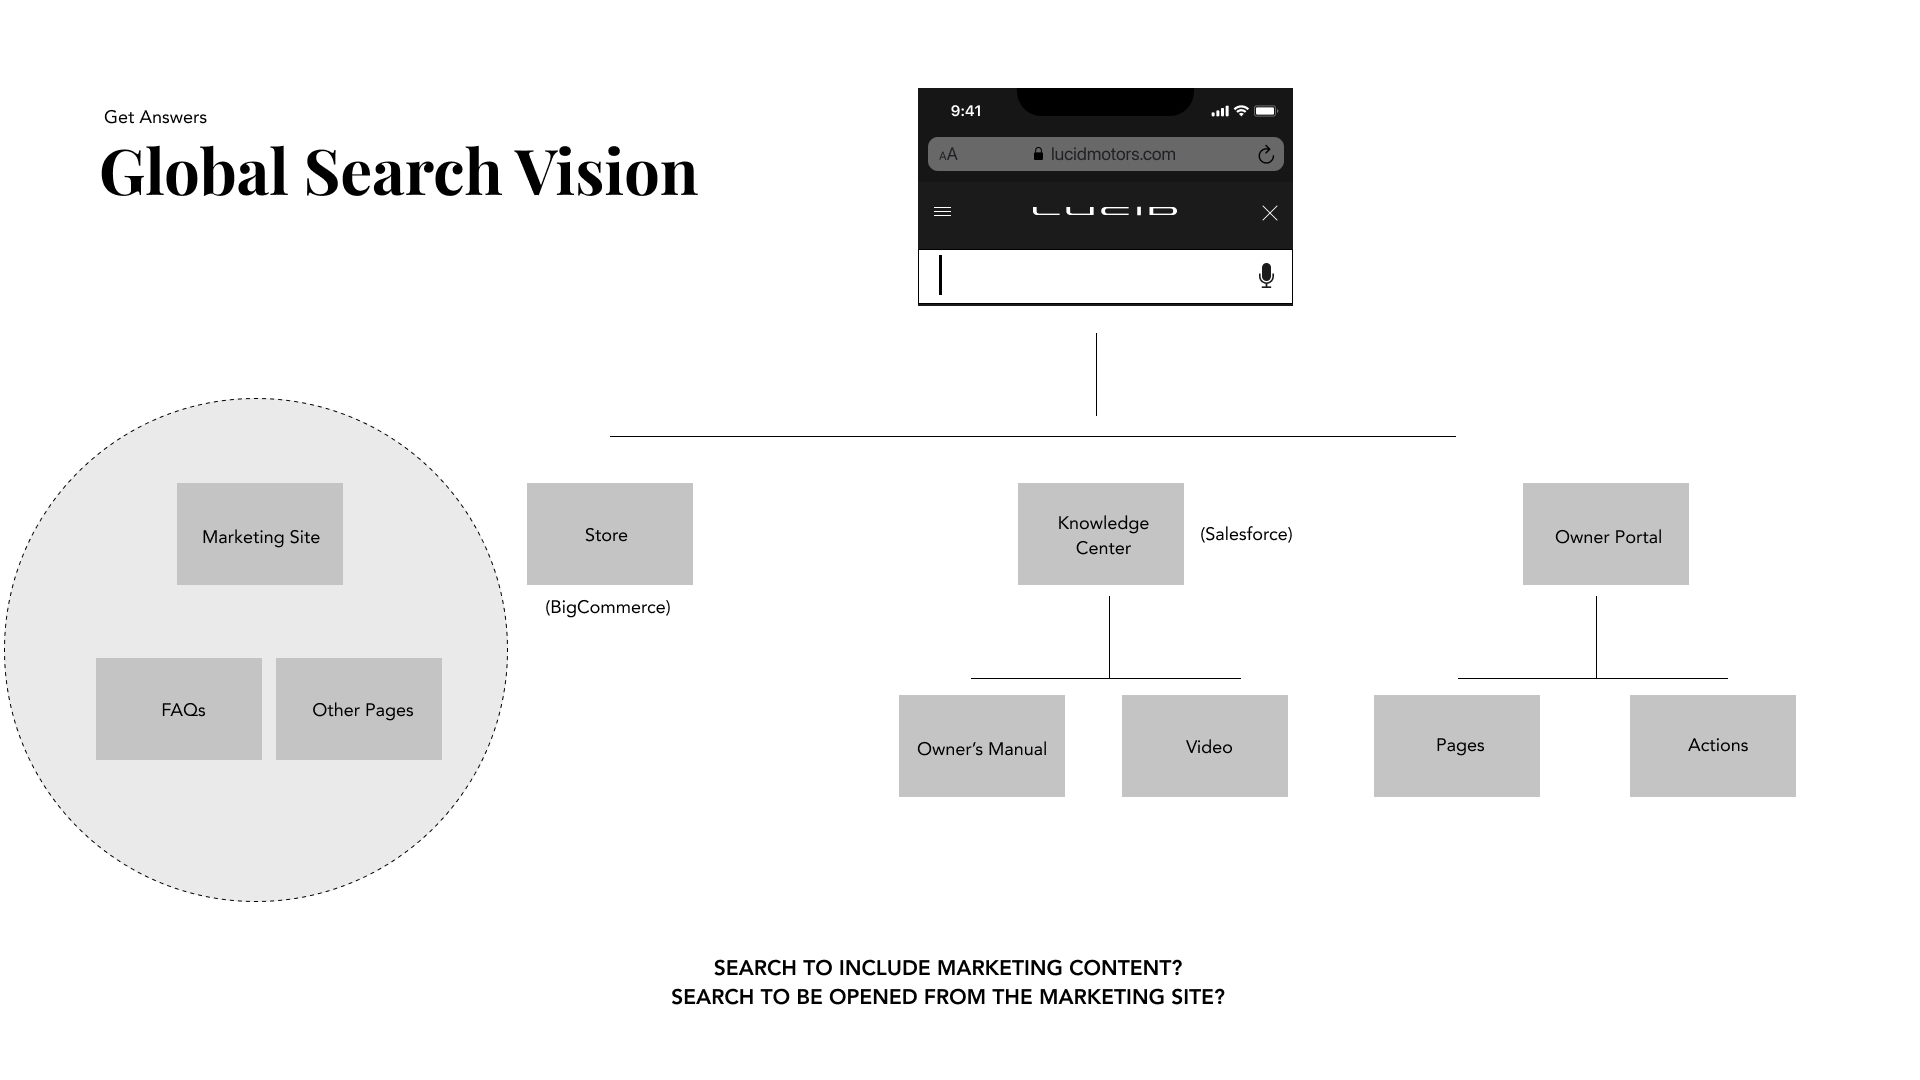 Get Answers
Global Search Vision
9:41
AA
lucidmotors.com
LUCID
Marketing Site
Store
Knowledge
Center
(Salesforce)
Owner Portal
(BigCommerce)
FAQs
Other Pages
Owner’s Manual
Video
Pages
Actions
SEARCH TO INCLUDE MARKETING CONTENT?
SEARCH TO BE OPENED FROM THE MARKETING SITE?